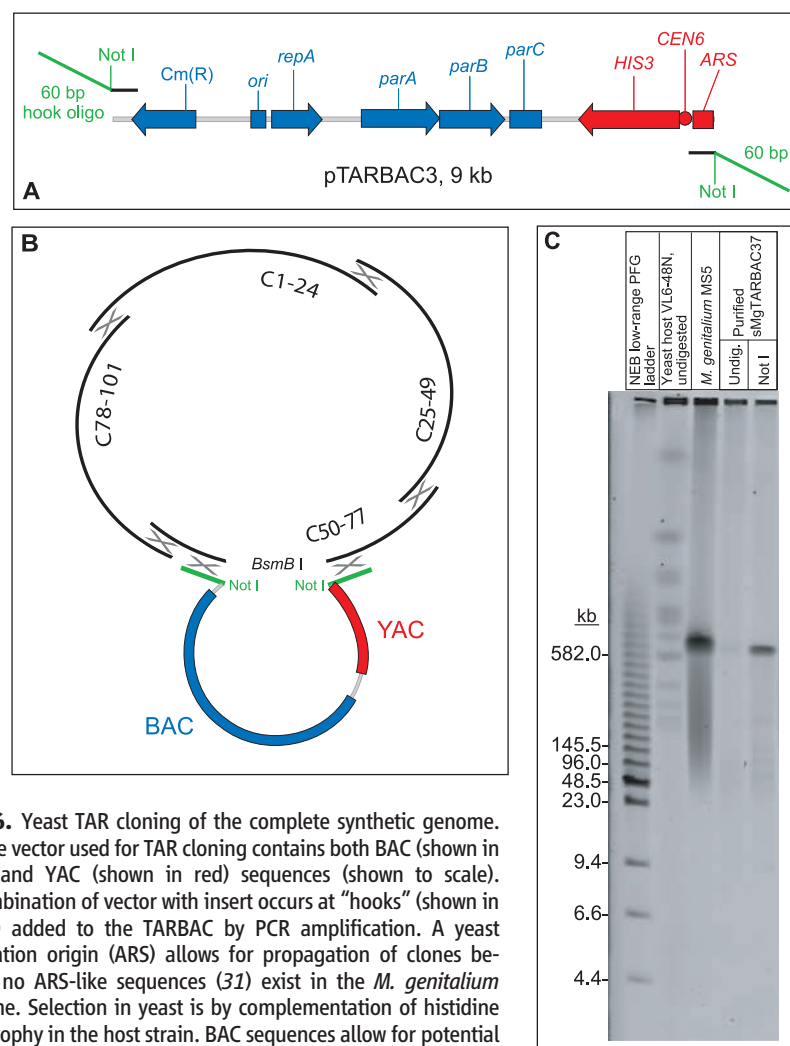 Not I
60 bp
hook oligo
Cm(R)
ori
repA
parA
parB
parC
HIS3
CEN6
ARS
60 bp
Not I
pTARBAC3, 9 kb
A
B
C1-24
C25-49
C50-77
C78-101
BsmB I
Not I
Not I
YAC
BAC
C
NEB low-range PFG
ladder
Yeast host VL6-48N,
undigested
M. genitalium MS5
Purified
sMgTARBAC37
Undig.
Not I
kb
582.0
145.5
96.0
48.5
23.0
9.4
6.6
4.4
Yeast TAR cloning of the complete synthetic genome.
vector used for TAR cloning contains both BAC (shown in
and YAC (shown in red) sequences (shown to scale).
bination of vector with insert occurs at “hooks” (shown in
added to the TARBAC by PCR amplification. A yeast
ation origin (ARS) allows for propagation of clones be-
no ARS-like sequences (31) exist in the M. genitalium
ne. Selection in yeast is by complementation of histidine
rophy in the host strain. BAC sequences allow for potential